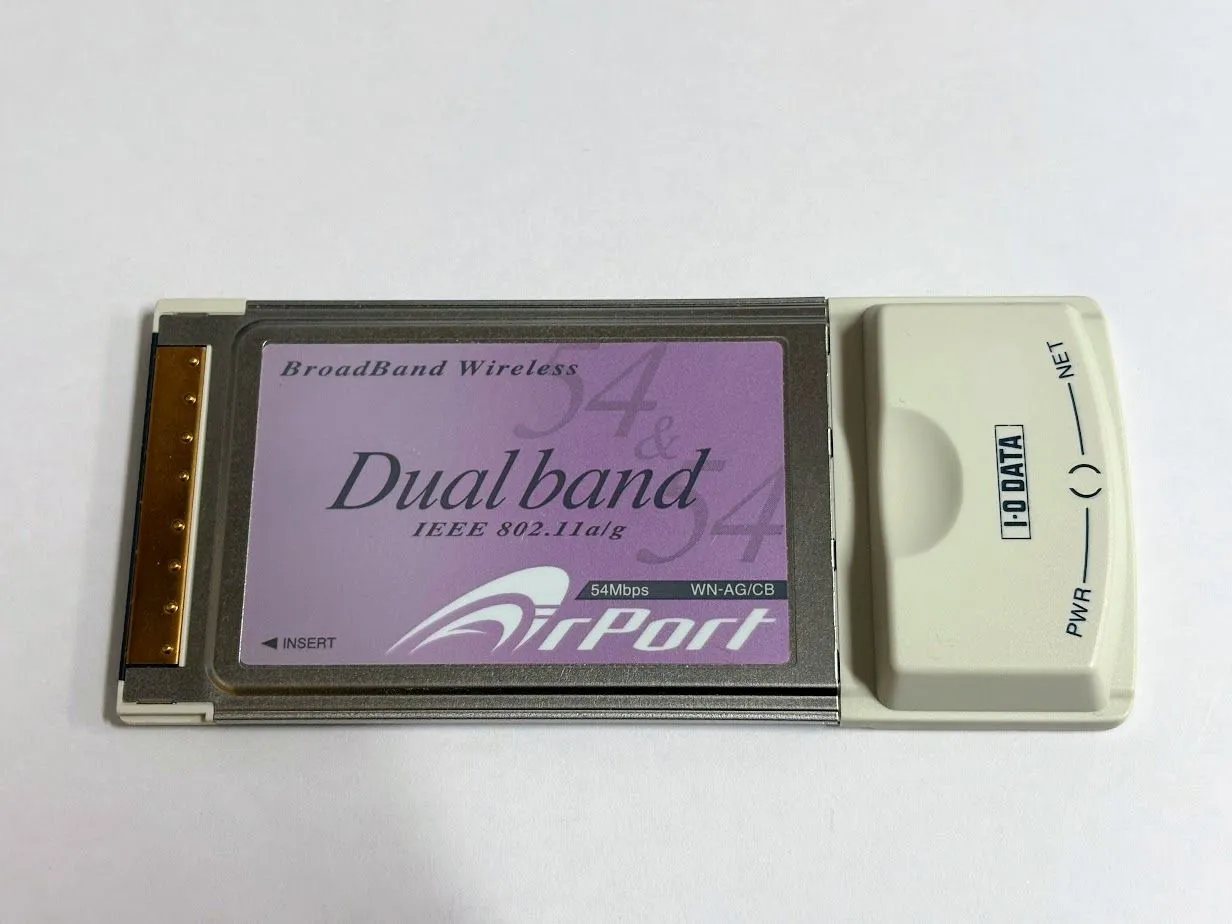 BroadBand Wireless
54
&
54
Dual band
IEEE 802.11a/g
54Mbps WN-AG/CB
AirPort
◀ INSERT
I·O DATA
PWR ( ) NET